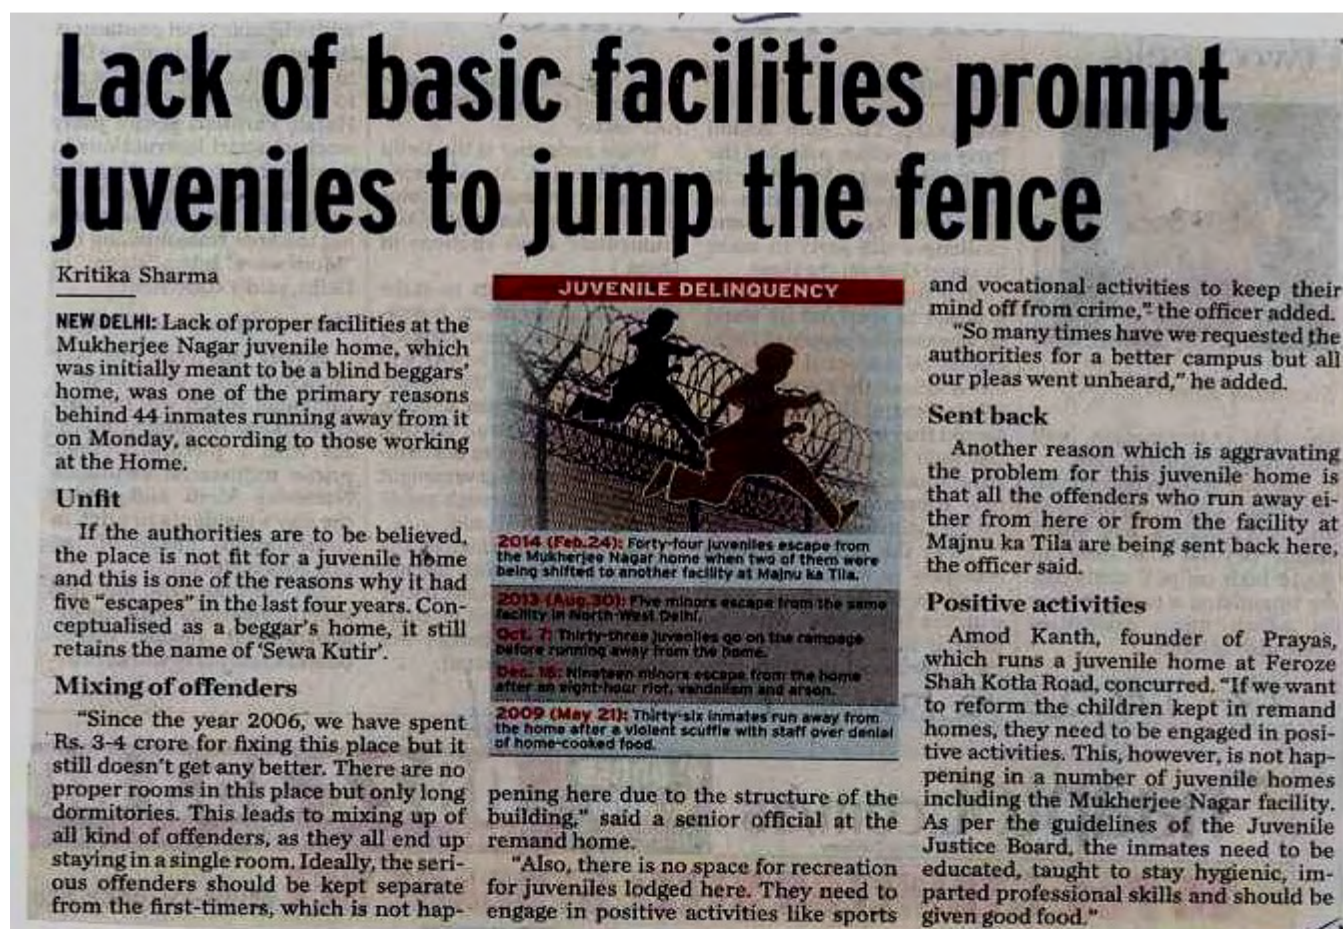 Lack of basic facilities prompt
juveniles to jump the fence
Kritika Sharma
NEW DELHI: Lack of proper facilities at the
Mukherjee Nagar juvenile home, which
was initially meant to be a blind beggars'
home, was one of the primary reasons
behind 44 inmates running away from it
on Monday, according to those working
at the Home.
Unfit
If the authorities are to be believed,
the place is not fit for a juvenile home
and this is one of the reasons why it had
five “escapes” in the last four years. Con-
ceptualised as a beggar's home, it still
retains the name of ‘Sewa Kutir’.
Mixing of offenders
“Since the year 2006, we have spent
Rs. 3-4 crore for fixing this place but it
still doesn't get any better. There are no
proper rooms in this place but only long
dormitories. This leads to mixing up of
all kind of offenders, as they all end up
staying in a single room. Ideally, the seri-
ous offenders should be kept separate
from the first-timers, which is not hap-
JUVENILE DELINQUENCY
2014 (Feb.24): Forty-four juveniles escape from
the Mukherjee Nagar home when two of them were
being shifted to another facility at Majnu ka Tila.
2013 (Aug.30): Five minors escape from the same
facility in North-West Delhi.
Oct. 7: Thirty-three juveniles go on the rampage
before running away from the home.
Dec. : Nineteen minors escape from the home
after an eight-hour riot, vandalism and arson.
2009 (May 21): Thirty-six inmates run away from
the home after a violent scuffle with staff over denial
of home-cooked food.
pening here due to the structure of the
building,” said a senior official at the
remand home.
“Also, there is no space for recreation
for juveniles lodged here. They need to
engage in positive activities like sports
and vocational activities to keep their
mind off from crime,” the officer added.
“So many times have we requested the
authorities for a better campus but all
our pleas went unheard,” he added.
Sent back
Another reason which is aggravating
the problem for this juvenile home is
that all the offenders who run away ei-
ther from here or from the facility at
Majnu ka Tila are being sent back here,
the officer said.
Positive activities
Amod Kanth, founder of Prayas,
which runs a juvenile home at Feroze
Shah Kotla Road, concurred. “If we want
to reform the children kept in remand
homes, they need to be engaged in posi-
tive activities. This, however, is not hap-
pening in a number of juvenile homes
including the Mukherjee Nagar facility.
As per the guidelines of the Juvenile
Justice Board, the inmates need to be
educated, taught to stay hygienic, im-
parted professional skills and should be
given good food.”